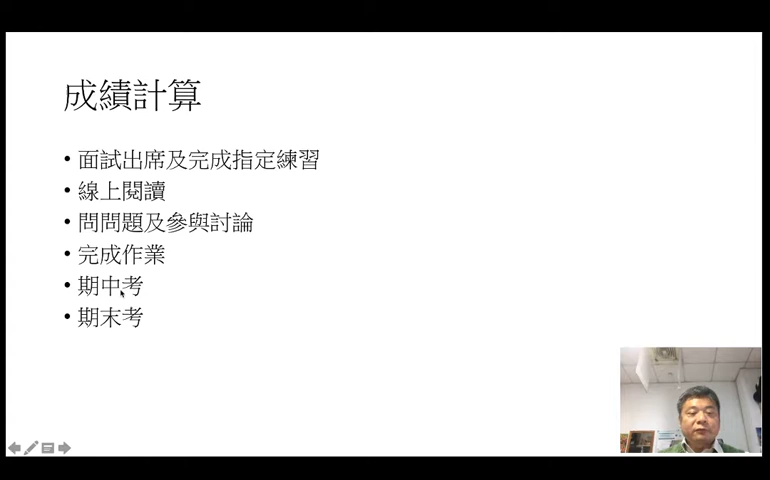 成績計算
• 面試出席及完成指定練習
• 線上閱讀
• 問問題及參與討論
• 完成作業
• 期中考
• 期末考